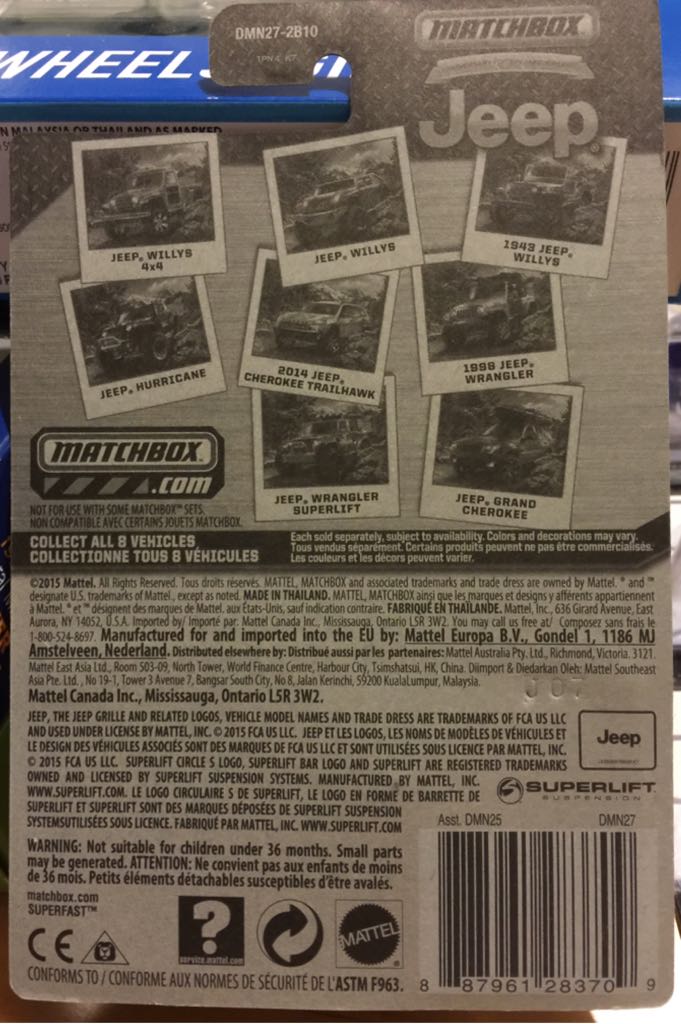 DMN27-2B10
1PN4 K7
MATCHBOX
WHEELS
Jeep®
N MALAYSIA OR THAILAND AS MARKED
JEEP® WILLYS
4x4
JEEP® WILLYS
1943 JEEP®
WILLYS
JEEP® HURRICANE
2014 JEEP®
CHEROKEE TRAILHAWK
1998 JEEP®
WRANGLER
JEEP® WRANGLER
SUPERLIFT
JEEP® GRAND
CHEROKEE
MATCHBOX
.COM
NOT FOR USE WITH SOME MATCHBOX™ SETS.
NON COMPATIBLE AVEC CERTAINS JOUETS MATCHBOX.
COLLECT ALL 8 VEHICLES
COLLECTIONNE TOUS 8 VÉHICULES
Each sold separately, subject to availability. Colors and decorations may vary.
Tous vendus séparément. Certains produits peuvent ne pas être commercialisés.
Les couleurs et les décors peuvent varier.
©2015 Mattel. All Rights Reserved. Tous droits réservés. MATTEL, MATCHBOX and associated trademarks and trade dress are owned by Mattel. ® and ™
designate U.S. trademarks of Mattel, except as noted. MADE IN THAILAND. MATTEL, MATCHBOX ainsi que les marques et designs y afférents appartiennent
à Mattel. ® et ™ désignent des marques de Mattel aux États-Unis, sauf indication contraire. FABRIQUÉ EN THAÏLANDE. Mattel, Inc., 636 Girard Avenue, East
Aurora, NY 14052, U.S.A. Imported by/ Importé par: Mattel Canada Inc., Mississauga, Ontario L5R 3W2. You may call us free at/ Composez sans frais le
1-800-524-8697. Manufactured for and imported into the EU by: Mattel Europa B.V., Gondel 1, 1186 MJ
Amstelveen, Nederland. Distributed elsewhere by: Distribué aussi par les partenaires: Mattel Australia Pty. Ltd., Richmond, Victoria. 3121.
Mattel East Asia Ltd., Room 503-09, North Tower, World Finance Centre, Harbour City, Tsimshatsui, HK, China. Diimport & Diedarkan Oleh: Mattel Southeast
Asia Pte. Ltd., No 19-1, Tower 3 Avenue 7, Bangsar South City, No 8, Jalan Kerinchi, 59200 KualaLumpur, Malaysia.
Mattel Canada Inc., Mississauga, Ontario L5R 3W2.
J 07
JEEP, THE JEEP GRILLE AND RELATED LOGOS, VEHICLE MODEL NAMES AND TRADE DRESS ARE TRADEMARKS OF FCA US LLC
AND USED UNDER LICENSE BY MATTEL, INC. © 2015 FCA US LLC. JEEP ET LES LOGOS, LES NOMS DE MODÈLES DE VÉHICULES ET
LE DESIGN DES VÉHICULES ASSOCIÉS SONT DES MARQUES DE FCA US LLC ET SONT UTILISÉES SOUS LICENCE PAR MATTEL, INC.
© 2015 FCA US LLC. SUPERLIFT CIRCLE S LOGO, SUPERLIFT BAR LOGO AND SUPERLIFT ARE REGISTERED TRADEMARKS
OWNED AND LICENSED BY SUPERLIFT SUSPENSION SYSTEMS. MANUFACTURED BY MATTEL, INC.
WWW.SUPERLIFT.COM. LE LOGO CIRCULAIRE S DE SUPERLIFT, LE LOGO EN FORME DE BARRETTE DE
SUPERLIFT ET SUPERLIFT SONT DES MARQUES DÉPOSÉES DE SUPERLIFT SUSPENSION
SYSTEMSUTILISÉES SOUS LICENCE. FABRIQUÉ PAR MATTEL, INC. WWW.SUPERLIFT.COM
Jeep
SUPERLIFT.
SUSPENSION
WARNING: Not suitable for children under 36 months. Small parts
may be generated. ATTENTION: Ne convient pas aux enfants de moins
de 36 mois. Petits éléments détachables susceptibles d'être avalés.
Asst. DMN25
DMN27
matchbox.com
SUPERFAST™
CE
?
service.mattel.com
MATTEL
CONFORMS TO / CONFORME AUX NORMES DE SÉCURITÉ DE L'ASTM F963.
8 87961 28370 9